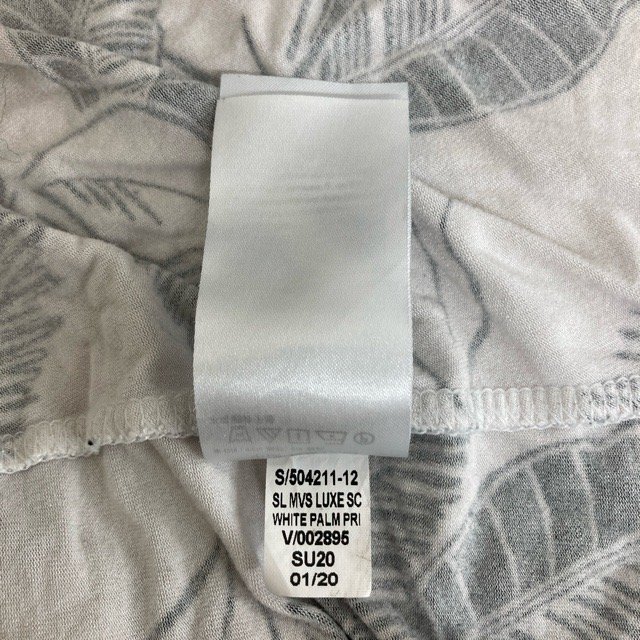 S/504211-12
SL MVS LUXE SC
WHITE PALM PRI
V/002895
SU20
01/20